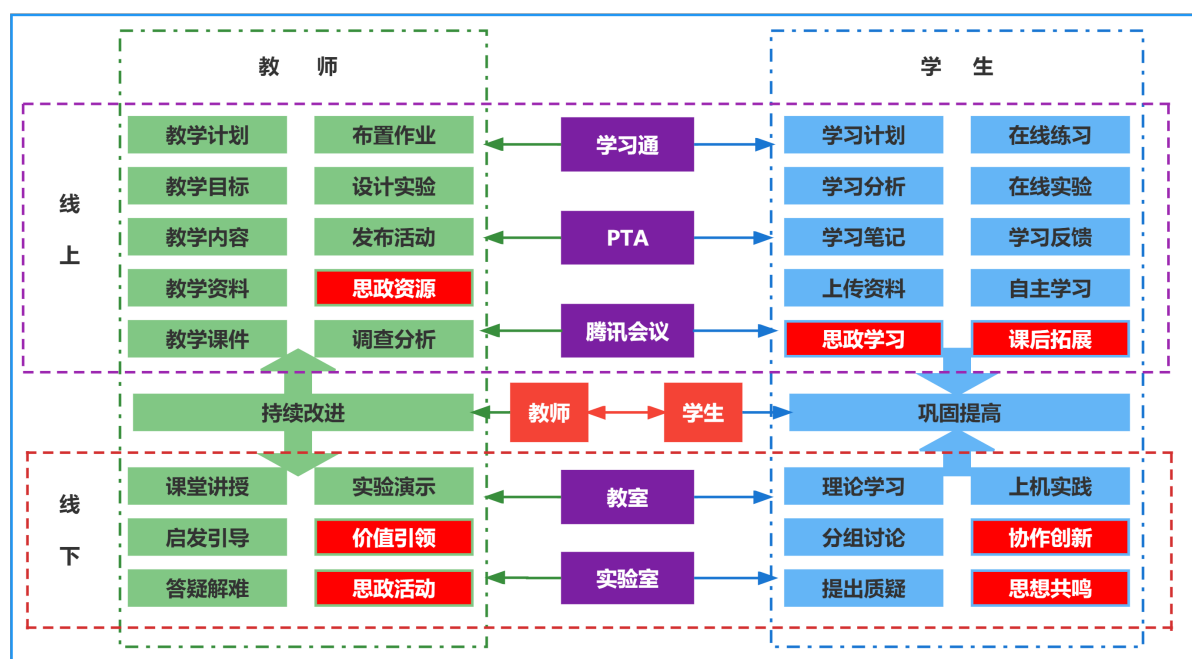 教 师
学 生
线上
教学计划 布置作业 学习通 学习计划 在线练习
教学目标 设计实验 学习分析 在线实验
教学内容 发布活动 PTA 学习笔记 学习反馈
教学资料 思政资源 上传资料 自主学习
教学课件 调查分析 腾讯会议 思政学习 课后拓展
持续改进 教师 学生 巩固提高
线下
课堂讲授 实验演示 教室 理论学习 上机实践
启发引导 价值引领 分组讨论 协作创新
答疑解难 思政活动 实验室 提出质疑 思想共鸣